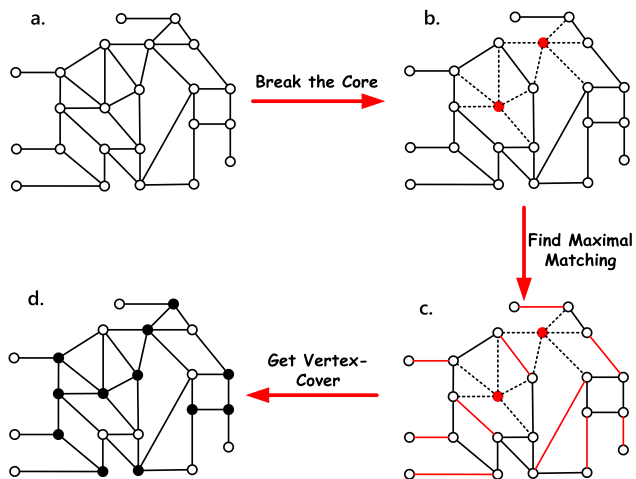 a.
b.
Break the Core
Find Maximal
Matching
d.
c.
Get Vertex-
Cover